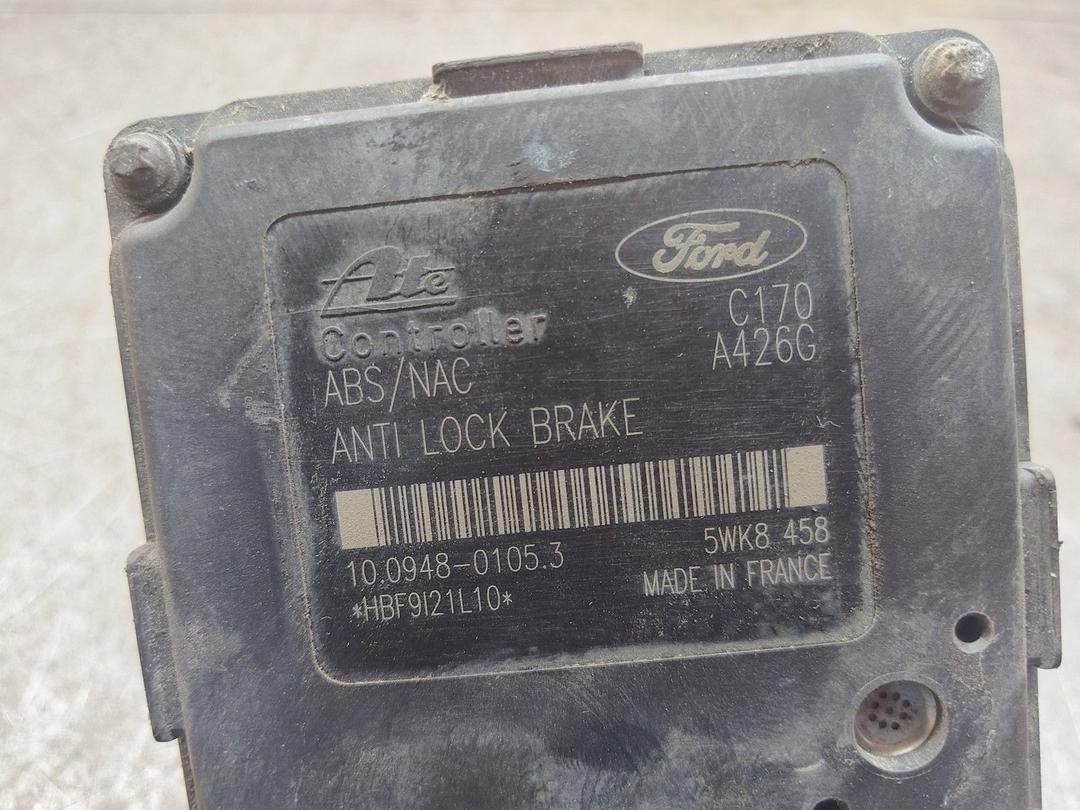 Ate
Ford
Controller
C170
ABS/NAC
A426G
ANTI LOCK BRAKE
10.0948-0105.3
5WK8 458
*HBF9I21L10*
MADE IN FRANCE